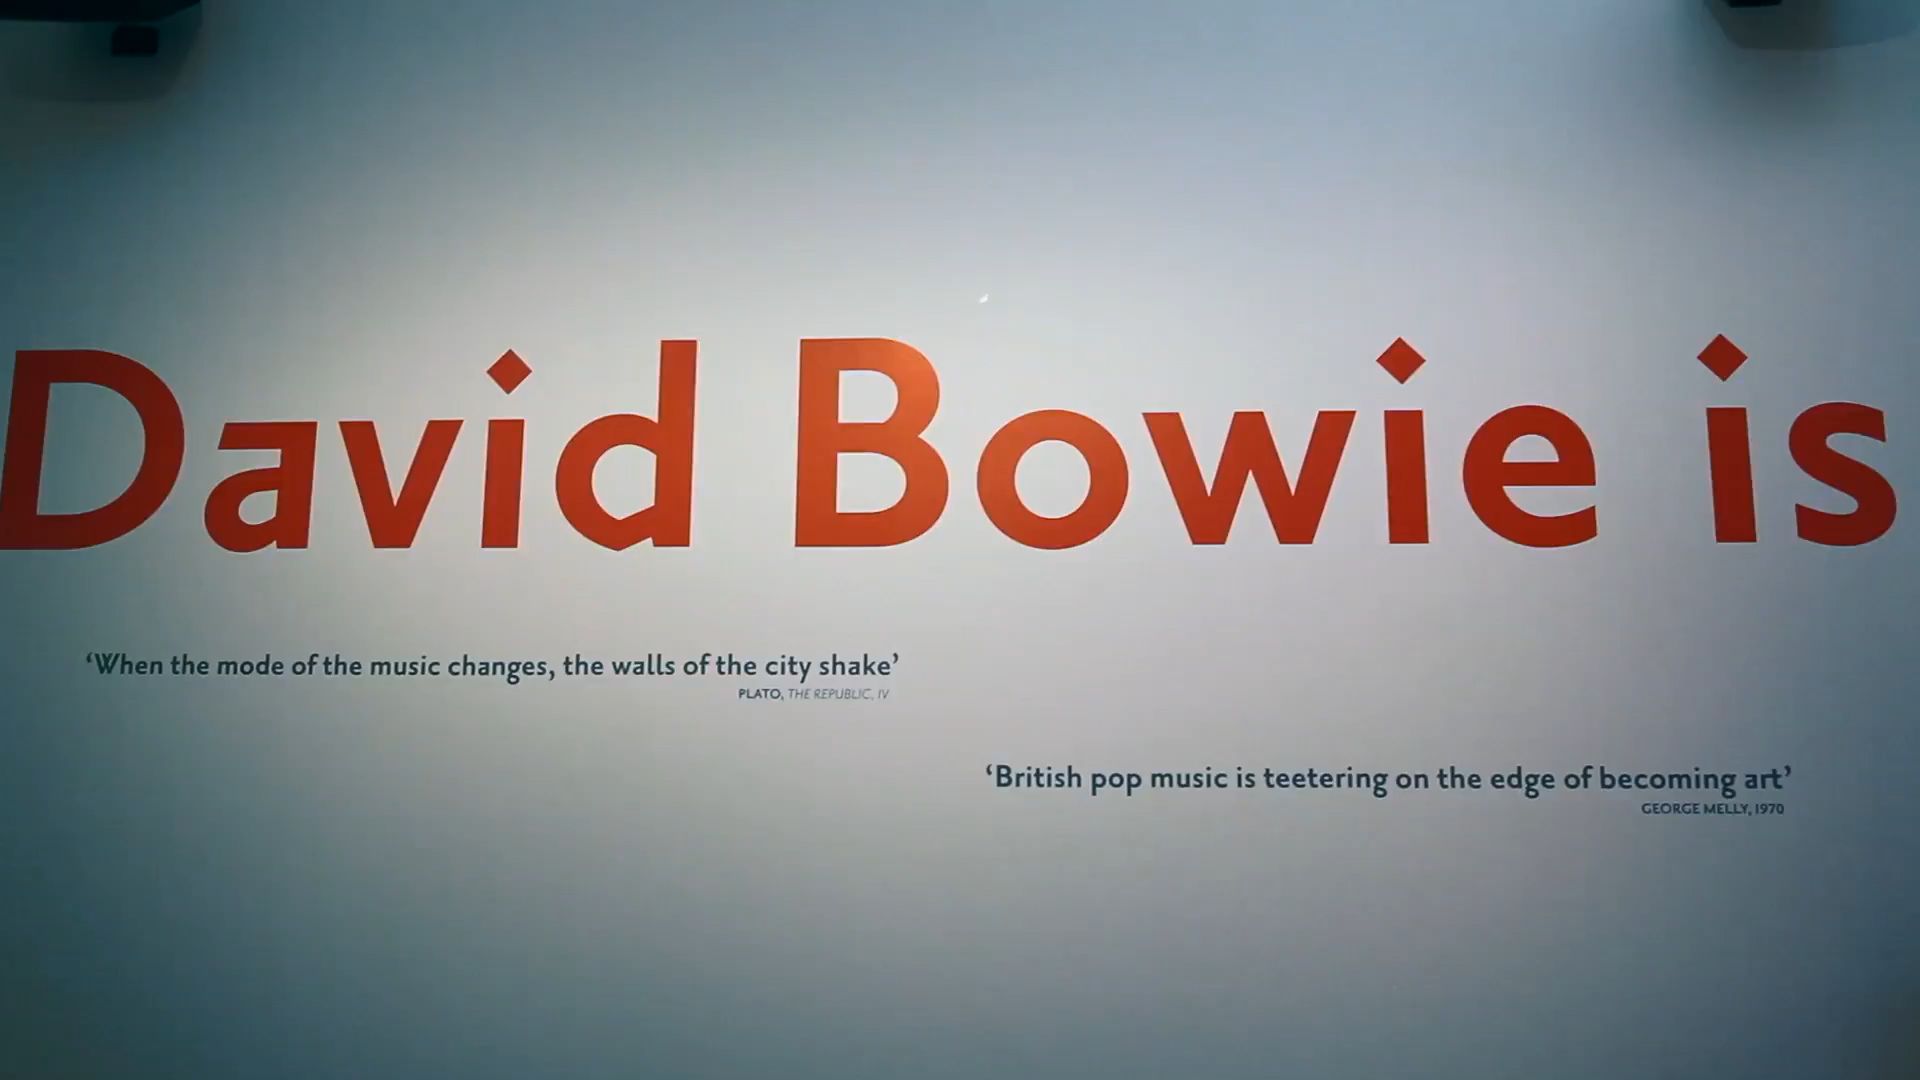 David Bowie is
‘When the mode of the music changes, the walls of the city shake’
PLATO, THE REPUBLIC, IV
‘British pop music is teetering on the edge of becoming art’
GEORGE MELLY, 1970